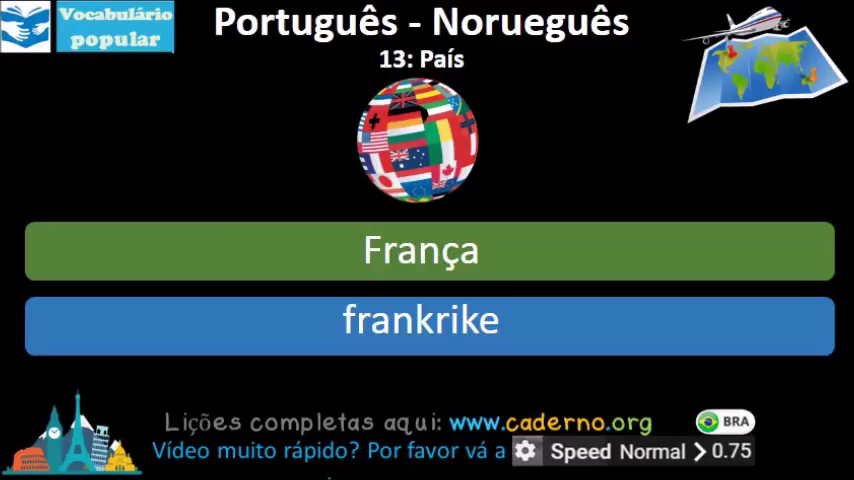 Vocabulário
popular
Português - Norueguês
13: País
França
frankrike
Lições completas aqui: www.caderno.org
BRA
Vídeo muito rápido? Por favor vá a Speed Normal > 0.75